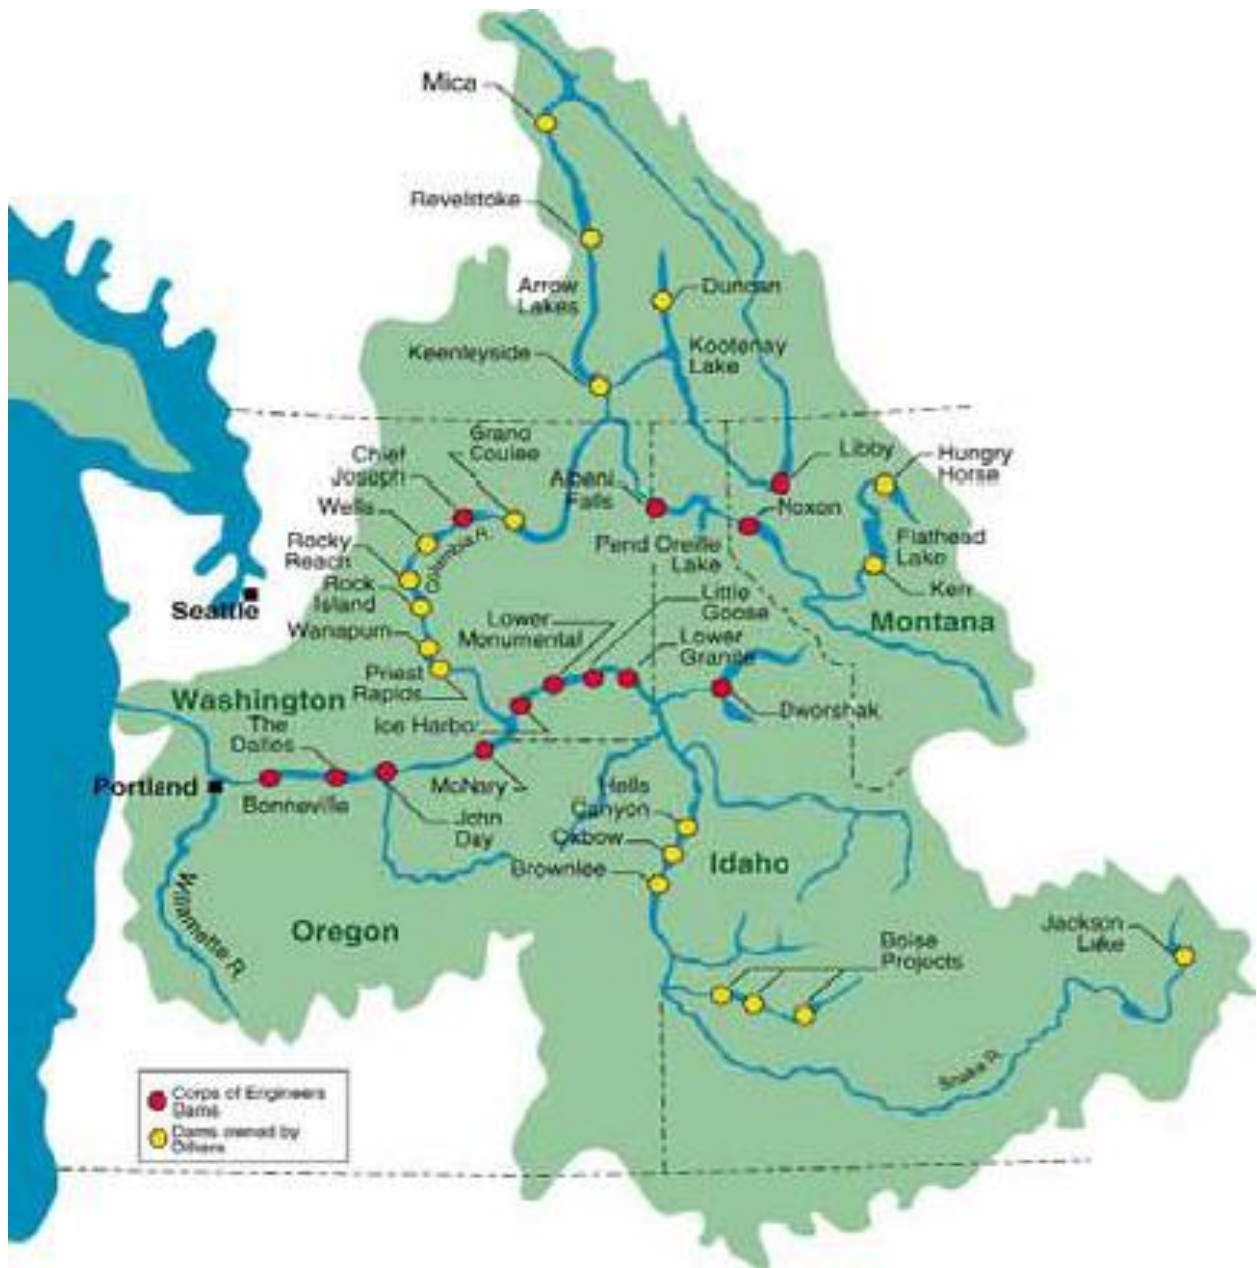 Mica
Revelstoke
Arrow
Lakes
Duncan
Keenleyside
Kootenay
Lake
Grand
Coulee
Chief
Joseph
Libby
Hungry
Horse
Albeni
Falls
Wells
Noxon
Columbia R.
Rocky
Reach
Pend Oreille
Lake
Flathead
Lake
Rock
Island
Kerr
Seattle
Little
Goose
Wanapum
Lower
Monumental
Lower
Granite
Montana
Priest
Rapids
Washington
Ice Harbor
Dworshak
The
Dalles
Portland
Bonneville
McNary
John
Day
Hells
Canyon
Oxbow
Brownlee
Idaho
Willamette R.
Oregon
Boise
Projects
Jackson
Lake
Snake R.
Corps of Engineers
Dams
Dams owned by
Others